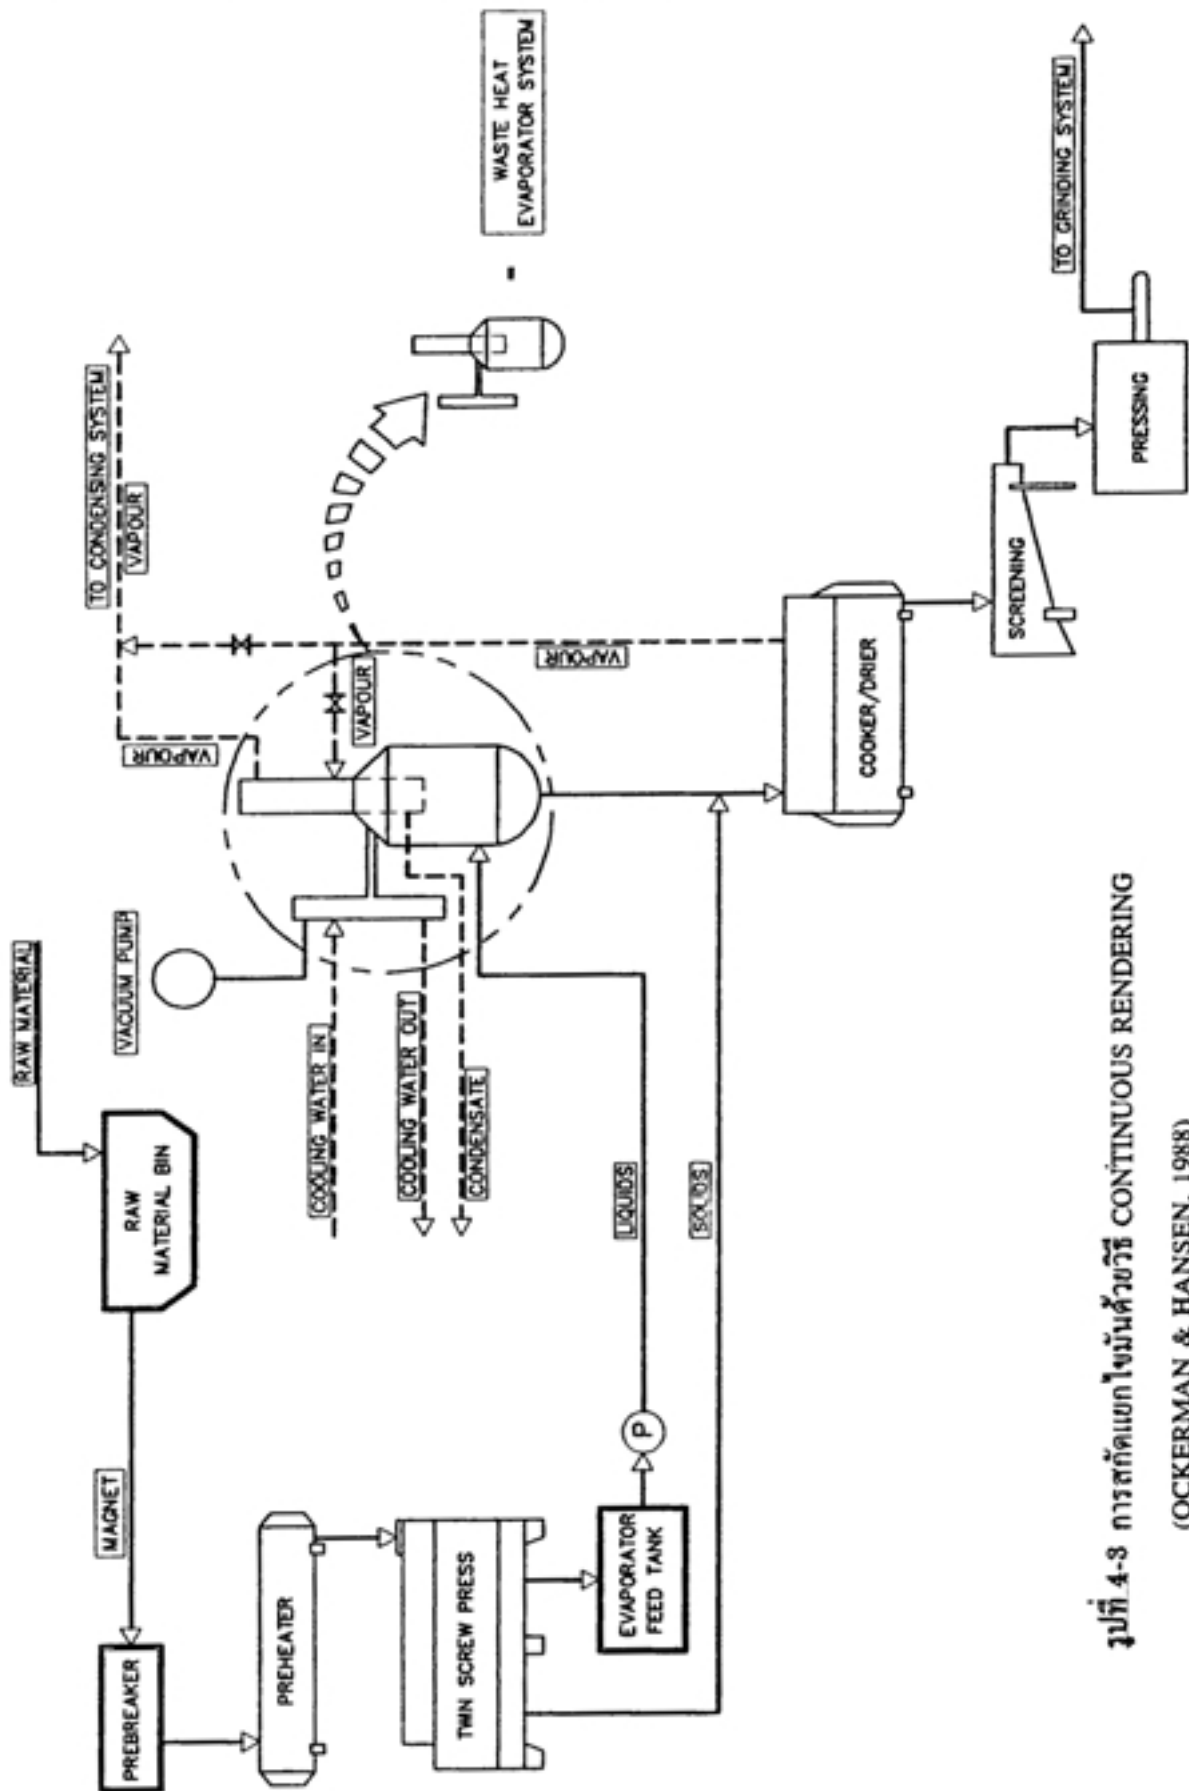 RAW MATERIAL
RAW
MATERIAL BIN
MAGNET
PREBREAKER
PREHEATER
TWIN SCREW PRESS
EVAPORATOR
FEED TANK
P
LIQUIDS
SOLIDS
VACUUM PUMP
COOLING WATER IN
COOLING WATER OUT
CONDENSATE
VAPOUR
VAPOUR
VAPOUR
TO CONDENSING SYSTEM
VAPOUR
WASTE HEAT
EVAPORATOR SYSTEM
COOKER/DRIER
SCREENING
PRESSING
TO GRINDING SYSTEM
รูปที่ 4-3 การสกัดแยกไขมันด้วยวิธี CONTINUOUS RENDERING
(OCKERMAN & HANSEN, 1988)